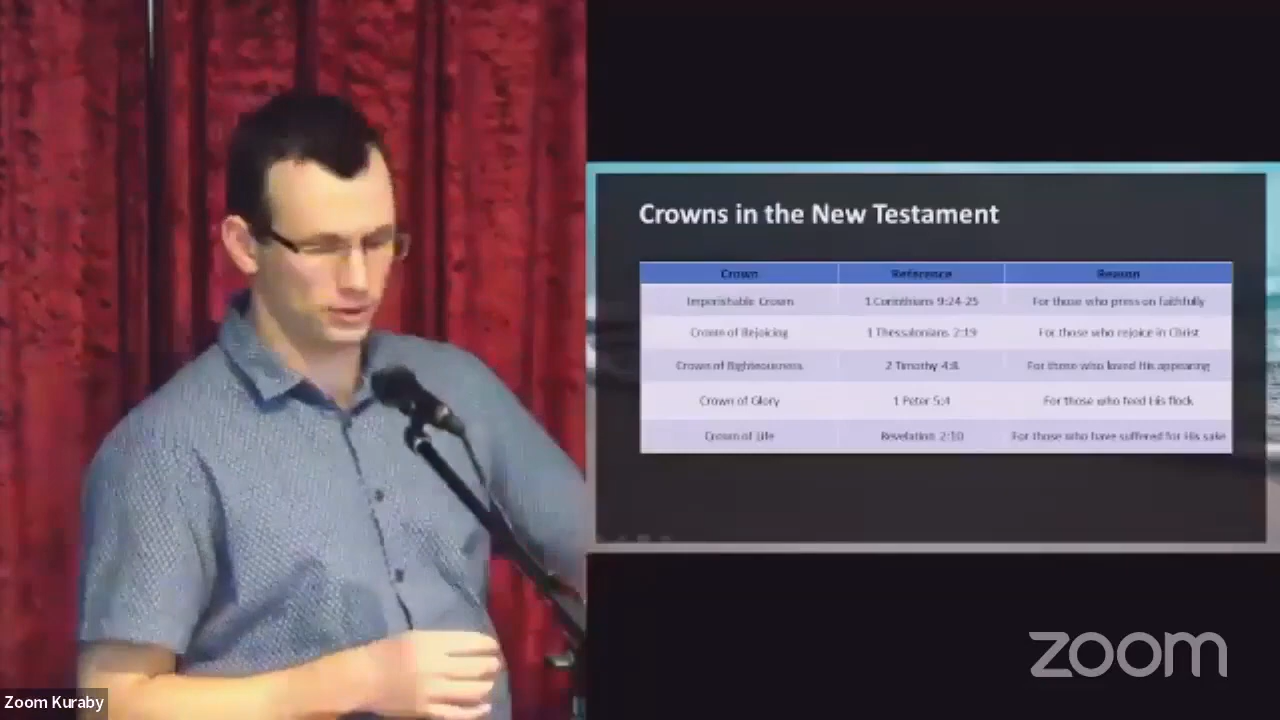 Crowns in the New Testament
Crown Reference Reason
Imperishable Crown 1 Corinthians 9:24-25 For those who press on faithfully
Crown of Rejoicing 1 Thessalonians 2:19 For those who rejoice in Christ
Crown of Righteousness 2 Timothy 4:8 For those who loved His appearing
Crown of Glory 1 Peter 5:4 For those who feed His flock
Crown of Life Revelation 2:10 For those who have suffered for His sake
zoom
Zoom Kuraby